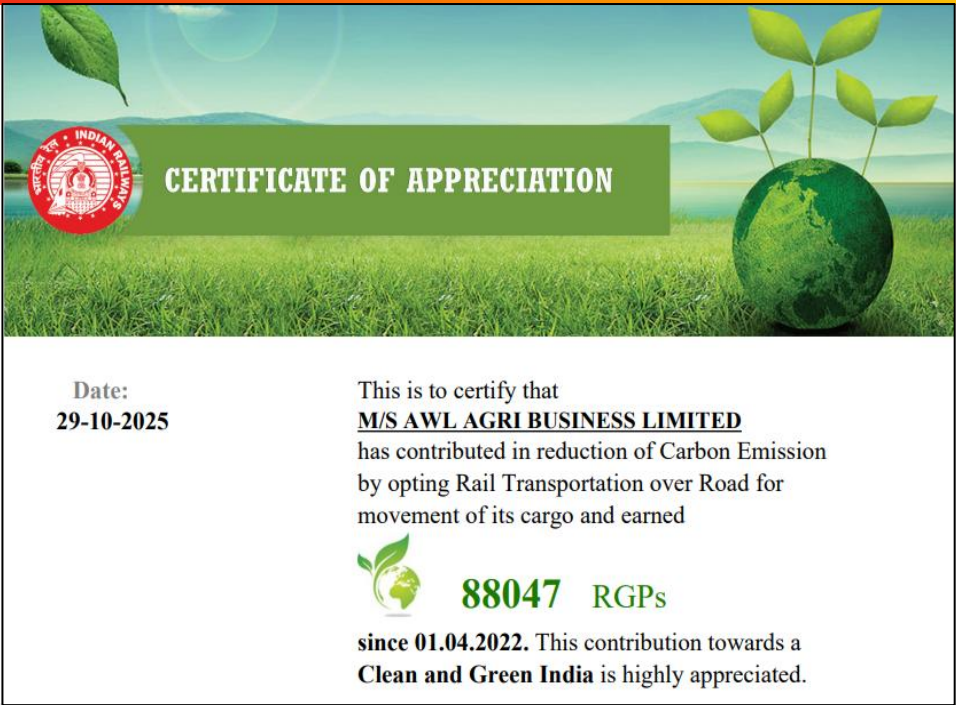 भारतीय रेल • INDIAN RAILWAYS
CERTIFICATE OF APPRECIATION
Date:
29-10-2025
This is to certify that
M/S AWL AGRI BUSINESS LIMITED
has contributed in reduction of Carbon Emission
by opting Rail Transportation over Road for
movement of its cargo and earned
88047 RGPs
since 01.04.2022. This contribution towards a
Clean and Green India is highly appreciated.